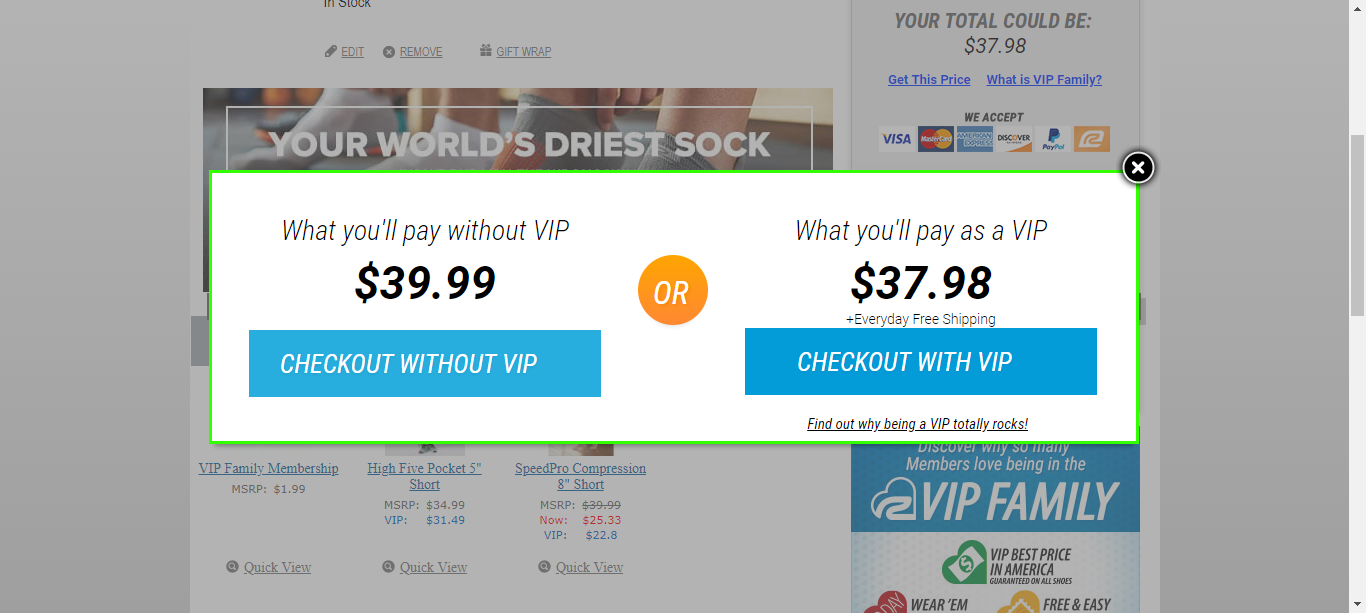 In Stock
EDIT
REMOVE
GIFT WRAP
YOUR TOTAL COULD BE:
$37.98
Get This Price
What is VIP Family?
WE ACCEPT
VISA
MasterCard
AMERICAN EXPRESS
DISCOVER
PayPal
YOUR WORLD'S DRIEST SOCK
What you'll pay without VIP
$39.99
CHECKOUT WITHOUT VIP
OR
What you'll pay as a VIP
$37.98
+Everyday Free Shipping
CHECKOUT WITH VIP
Find out why being a VIP totally rocks!
VIP Family Membership
MSRP: $1.99
High Five Pocket 5"
Short
MSRP: $34.99
VIP: $31.49
SpeedPro Compression
8" Short
MSRP: $39.99
Now: $25.33
VIP: $22.8
Quick View
Quick View
Quick View
Discover why so many
Members love being in the
VIP FAMILY
VIP BEST PRICE
IN AMERICA
GUARANTEED ON ALL SHOES
WEAR 'EM
FREE & EASY